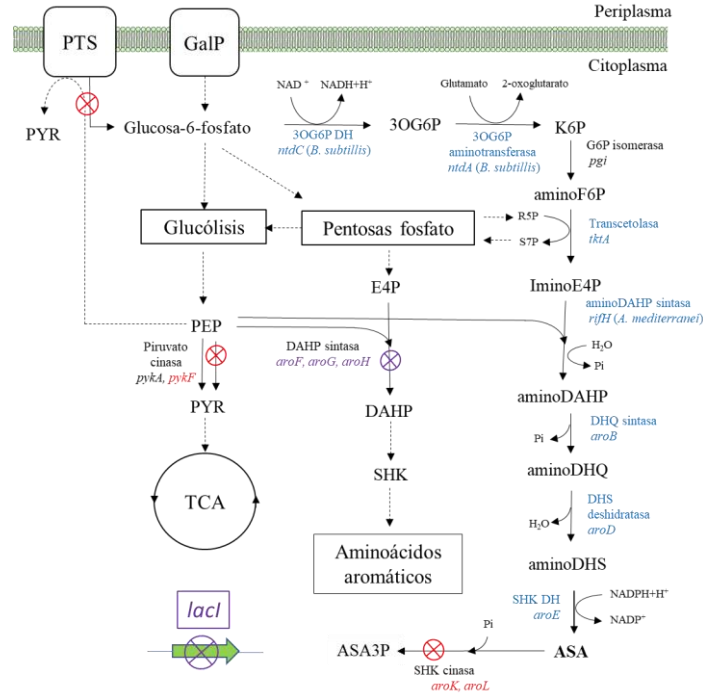 Periplasma
PTS
GalP
Citoplasma
NAD ⁺
NADH+H⁺
Glutamato
2-oxoglutarato
PYR
Glucosa-6-fosfato
3OG6P
K6P
3OG6P DH
ntdC (B. subtillis)
3OG6P
aminotransferasa
ntdA (B. subtillis)
G6P isomerasa
pgi
aminoF6P
Glucólisis
Pentosas fosfato
R5P
S7P
Transcetolasa
tktA
E4P
IminoE4P
PEP
aminoDAHP sintasa
rifH (A. mediterranei)
Piruvato
cinasa
pykA, pykF
DAHP sintasa
aroF, aroG, aroH
H₂O
Pi
PYR
DAHP
aminoDAHP
Pi
DHQ sintasa
aroB
SHK
aminoDHQ
TCA
H₂O
DHS
deshidratasa
aroD
Aminoácidos
aromáticos
aminoDHS
lacI
SHK DH
aroE
NADPH+H⁺
NADP⁺
Pi
ASA3P
ASA
SHK cinasa
aroK, aroL